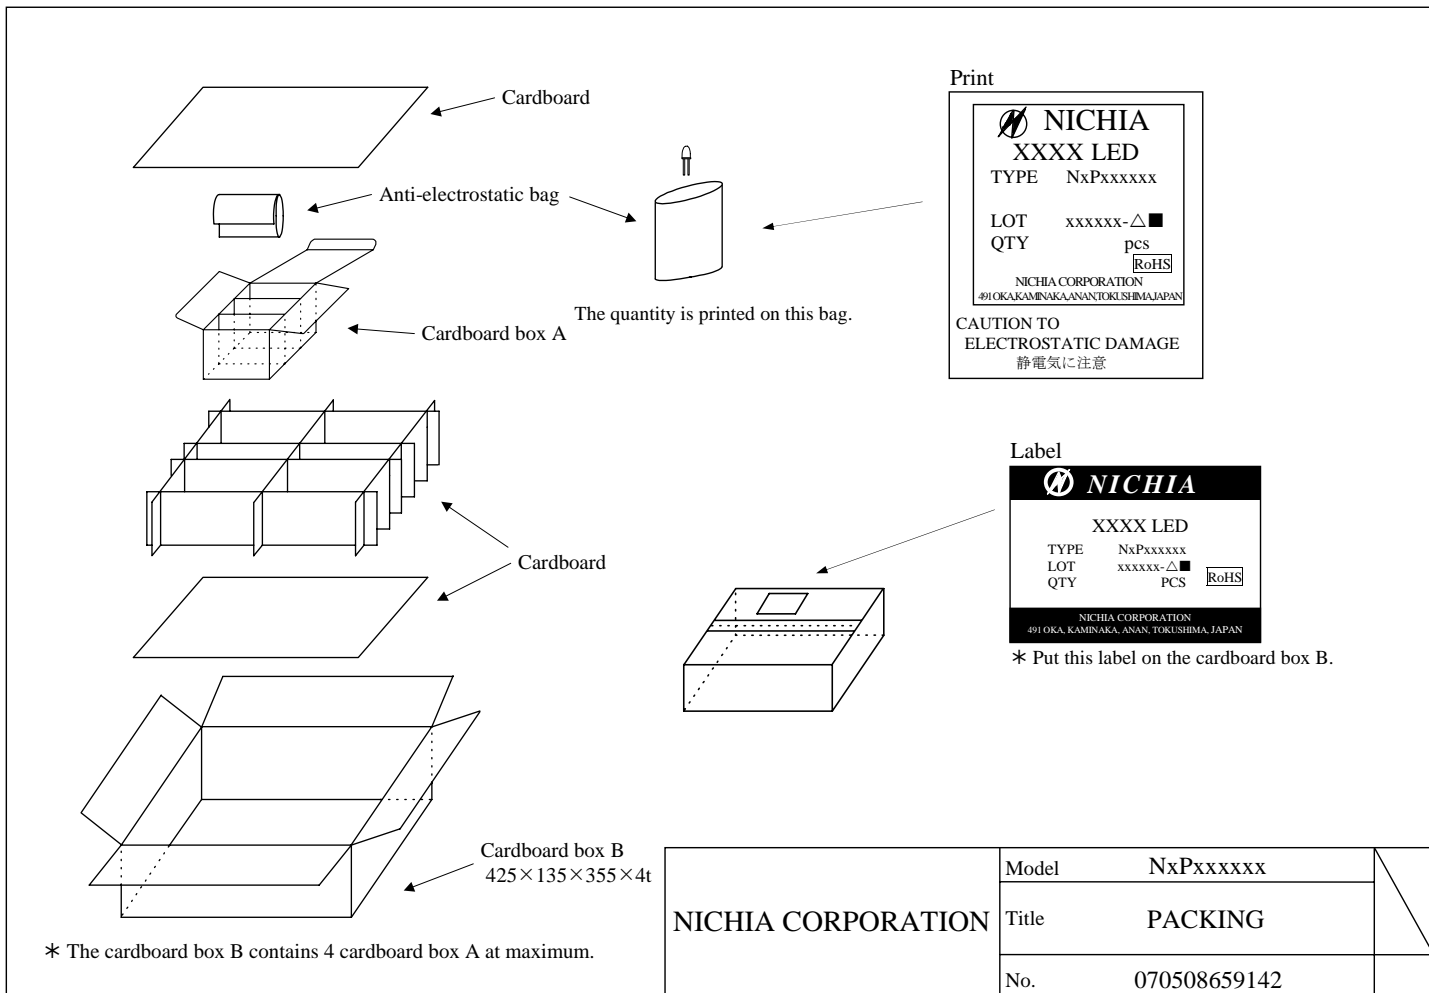 Cardboard
Anti-electrostatic bag
Cardboard box A
The quantity is printed on this bag.
Print
NICHIA
XXXX LED
TYPE NxPxxxxxx
LOT xxxxxx-△■
QTY pcs
RoHS
NICHIA CORPORATION
491 OKA,KAMINAKA,ANAN,TOKUSHIMA,JAPAN
CAUTION TO
ELECTROSTATIC DAMAGE
静電気に注意
Cardboard
Label
NICHIA
XXXX LED
TYPE NxPxxxxxx
LOT xxxxxx-△■
QTY PCS
RoHS
NICHIA CORPORATION
491 OKA, KAMINAKA, ANAN, TOKUSHIMA, JAPAN
＊ Put this label on the cardboard box B.
Cardboard box B
425×135×355×4t
＊ The cardboard box B contains 4 cardboard box A at maximum.
NICHIA CORPORATION
Model NxPxxxxxx
Title PACKING
No. 070508659142